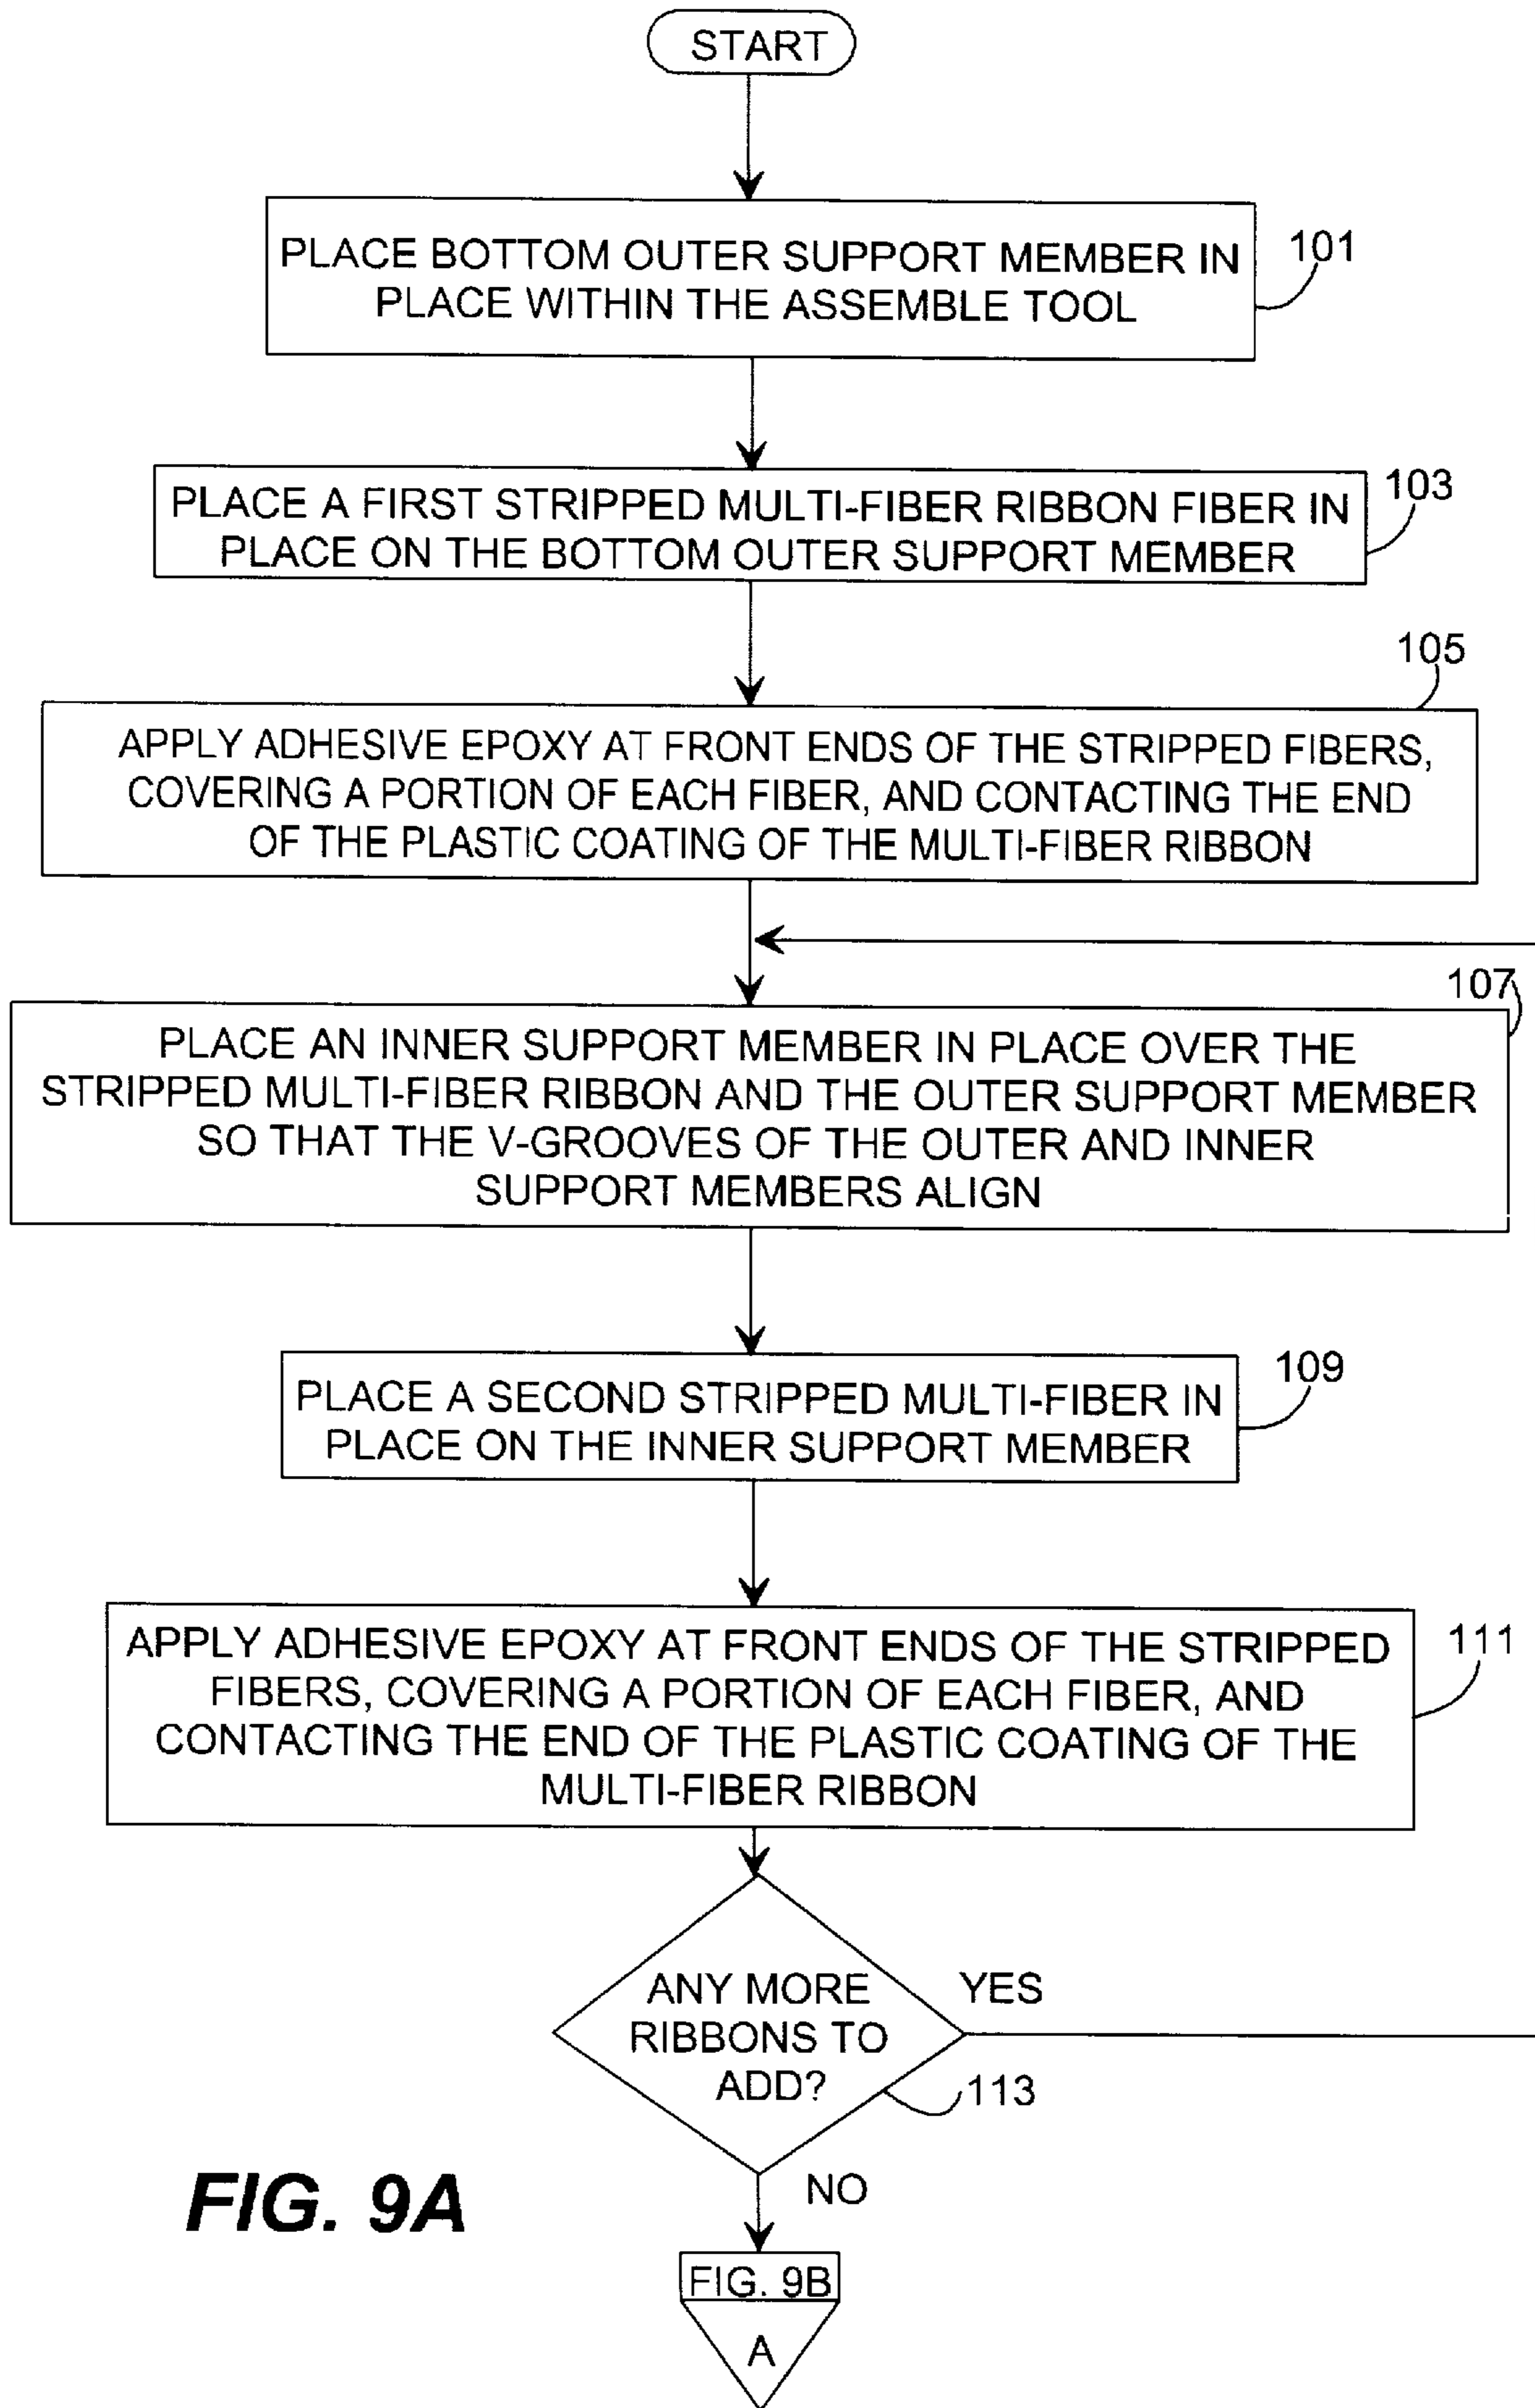 START
PLACE BOTTOM OUTER SUPPORT MEMBER IN
PLACE WITHIN THE ASSEMBLE TOOL
101
PLACE A FIRST STRIPPED MULTI-FIBER RIBBON FIBER IN
PLACE ON THE BOTTOM OUTER SUPPORT MEMBER
103
105
APPLY ADHESIVE EPOXY AT FRONT ENDS OF THE STRIPPED FIBERS,
COVERING A PORTION OF EACH FIBER, AND CONTACTING THE END
OF THE PLASTIC COATING OF THE MULTI-FIBER RIBBON
107
PLACE AN INNER SUPPORT MEMBER IN PLACE OVER THE
STRIPPED MULTI-FIBER RIBBON AND THE OUTER SUPPORT MEMBER
SO THAT THE V-GROOVES OF THE OUTER AND INNER
SUPPORT MEMBERS ALIGN
109
PLACE A SECOND STRIPPED MULTI-FIBER IN
PLACE ON THE INNER SUPPORT MEMBER
111
APPLY ADHESIVE EPOXY AT FRONT ENDS OF THE STRIPPED
FIBERS, COVERING A PORTION OF EACH FIBER, AND
CONTACTING THE END OF THE PLASTIC COATING OF THE
MULTI-FIBER RIBBON
ANY MORE
RIBBONS TO
ADD?
YES
113
NO
FIG. 9A
FIG. 9B
A